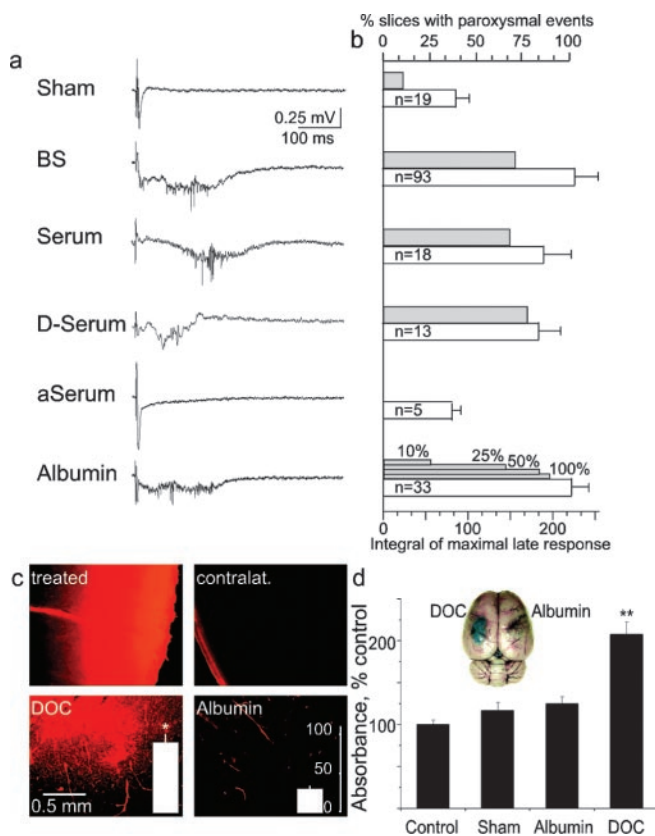 a
b
% slices with paroxysmal events
0 25 50 75 100
Sham
0.25 mV
100 ms
n=19
BS
n=93
Serum
n=18
D-Serum
n=13
aSerum
n=5
Albumin
10% 25% 50% 100%
n=33
0 100 200
Integral of maximal late response
c
treated
contralat.
DOC
*
0.5 mm
Albumin
100
50
0
d
Absorbance, % control
200
100
0
DOC Albumin
**
Control Sham Albumin DOC